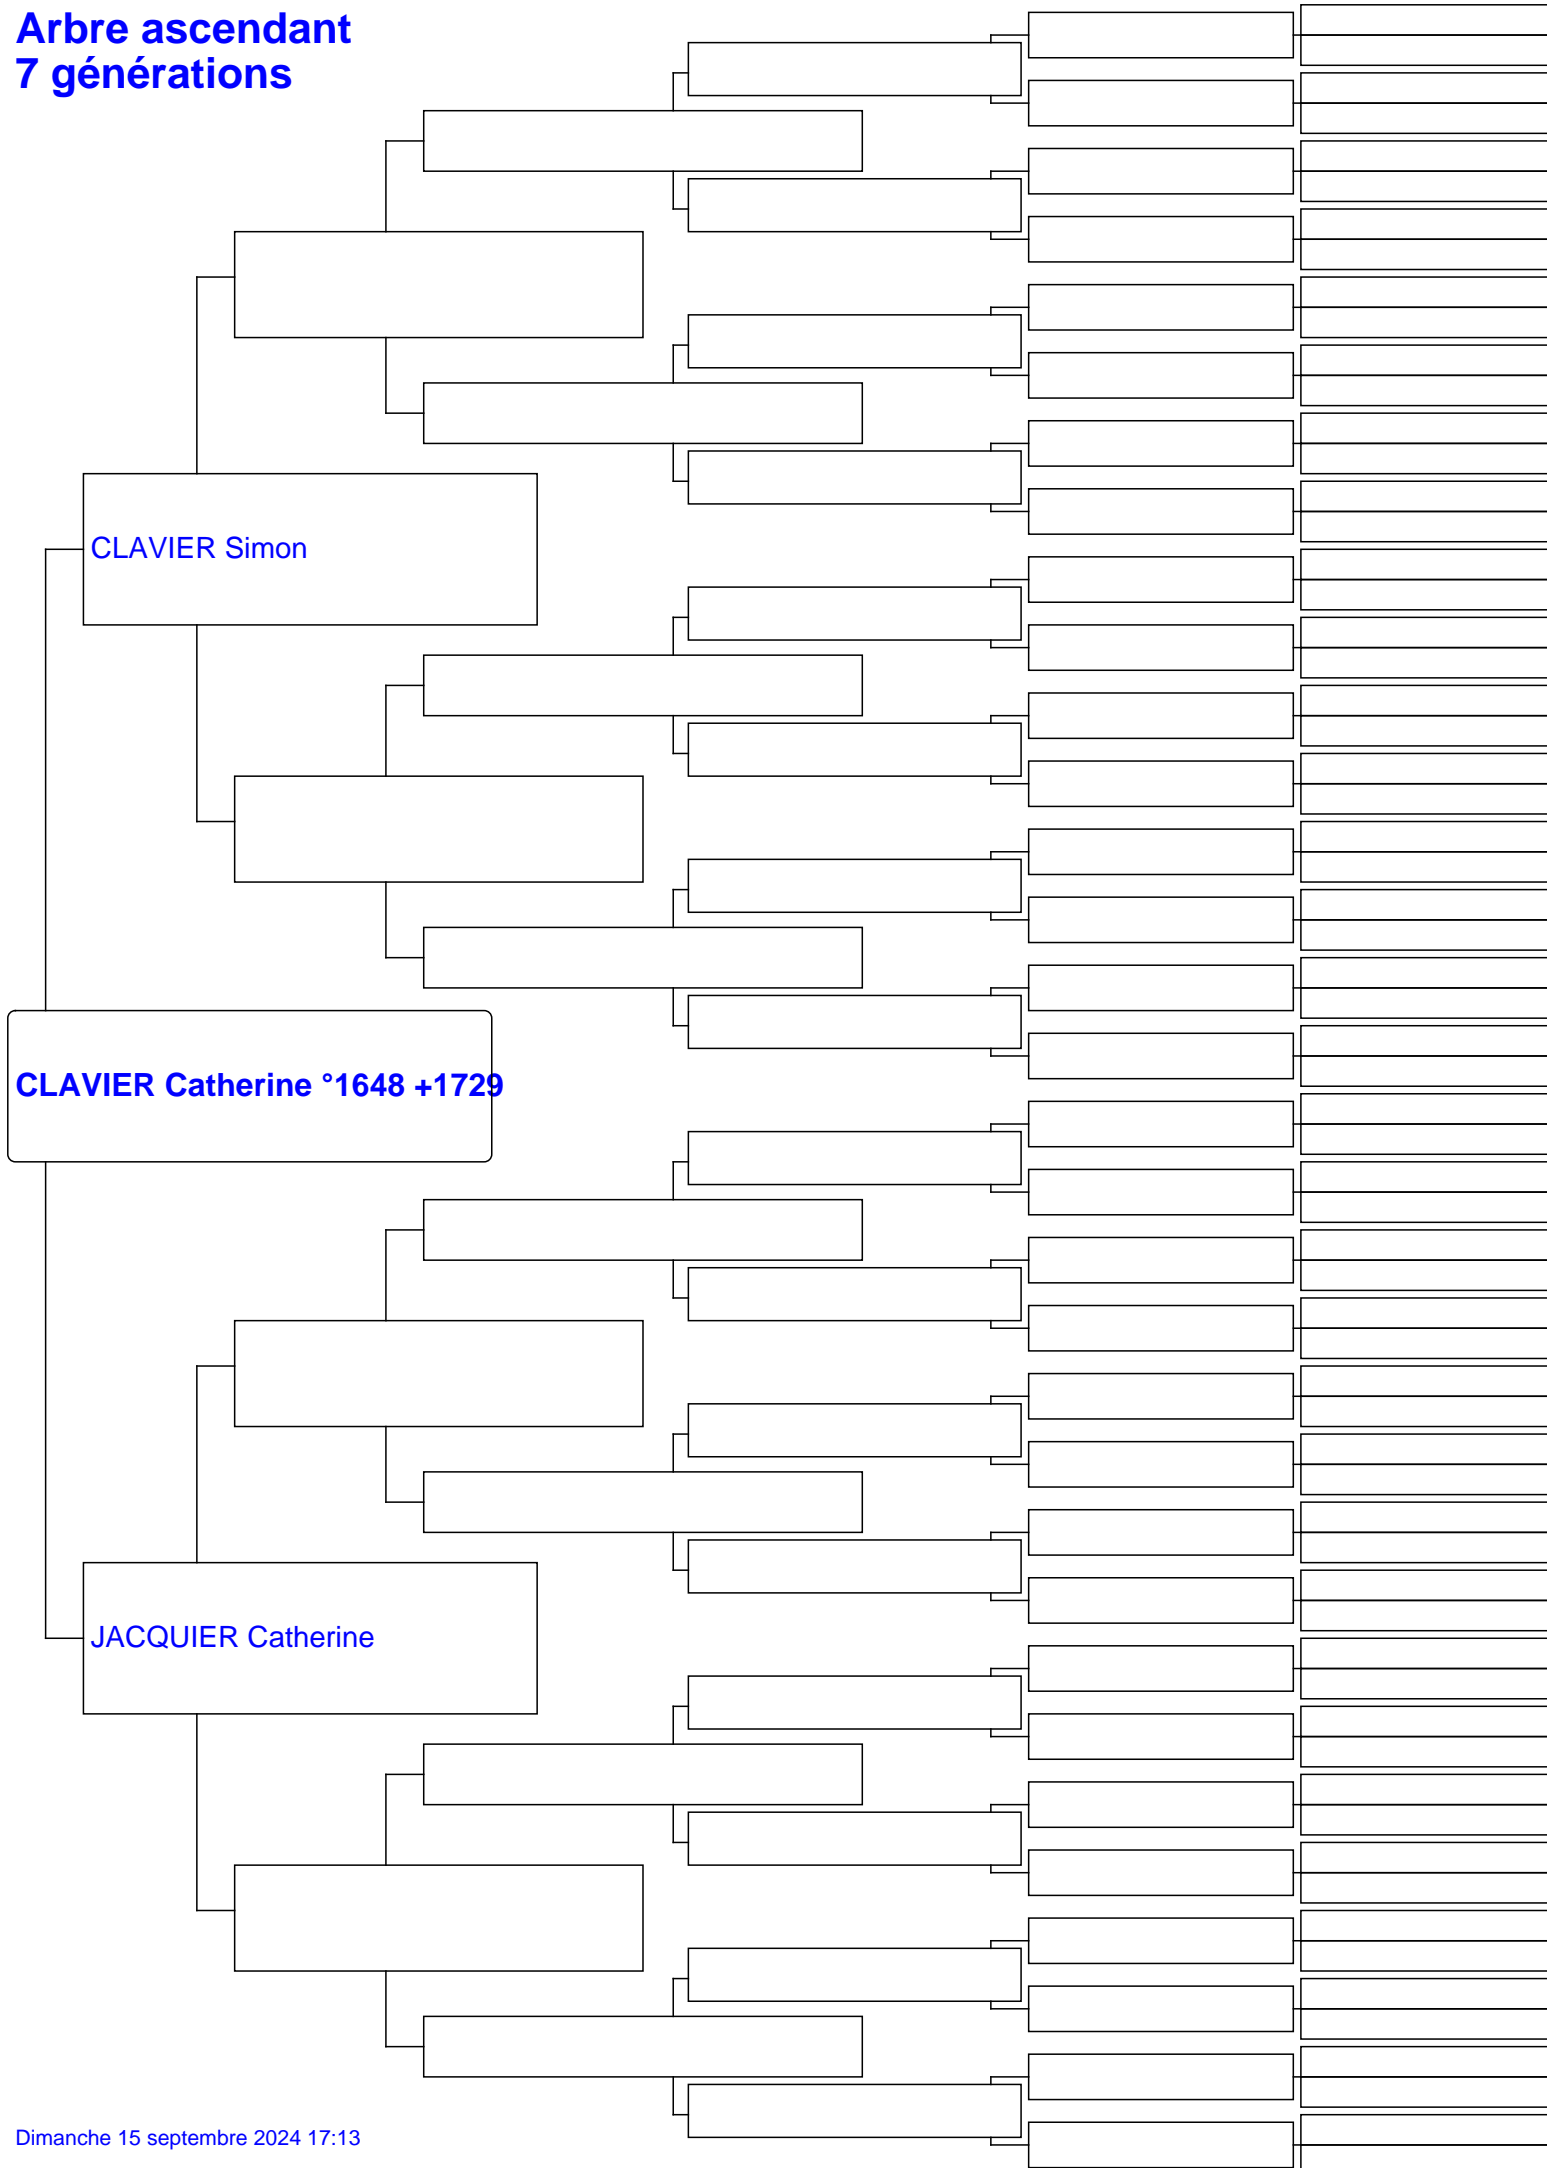 Arbre ascendant
7 générations
CLAVIER Simon
CLAVIER Catherine °1648 +1729
JACQUIER Catherine
Dimanche 15 septembre 2024 17:13